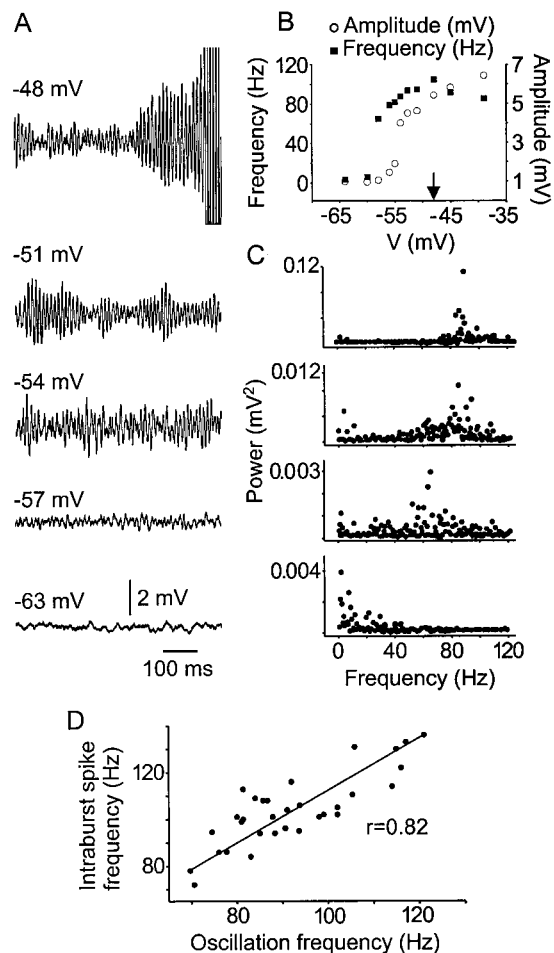 A
-48 mV
-51 mV
-54 mV
-57 mV
-63 mV
2 mV
100 ms
B
○ Amplitude (mV)
■ Frequency (Hz)
Frequency (Hz)
120
80
40
0
Amplitude (mV)
7
5
3
1
-65 -55 -45 -35
V (mV)
C
0.12
0.012
0.003
0.004
Power (mV²)
0 40 80 120
Frequency (Hz)
D
Intraburst spike
frequency (Hz)
120
80
r=0.82
80 100 120
Oscillation frequency (Hz)